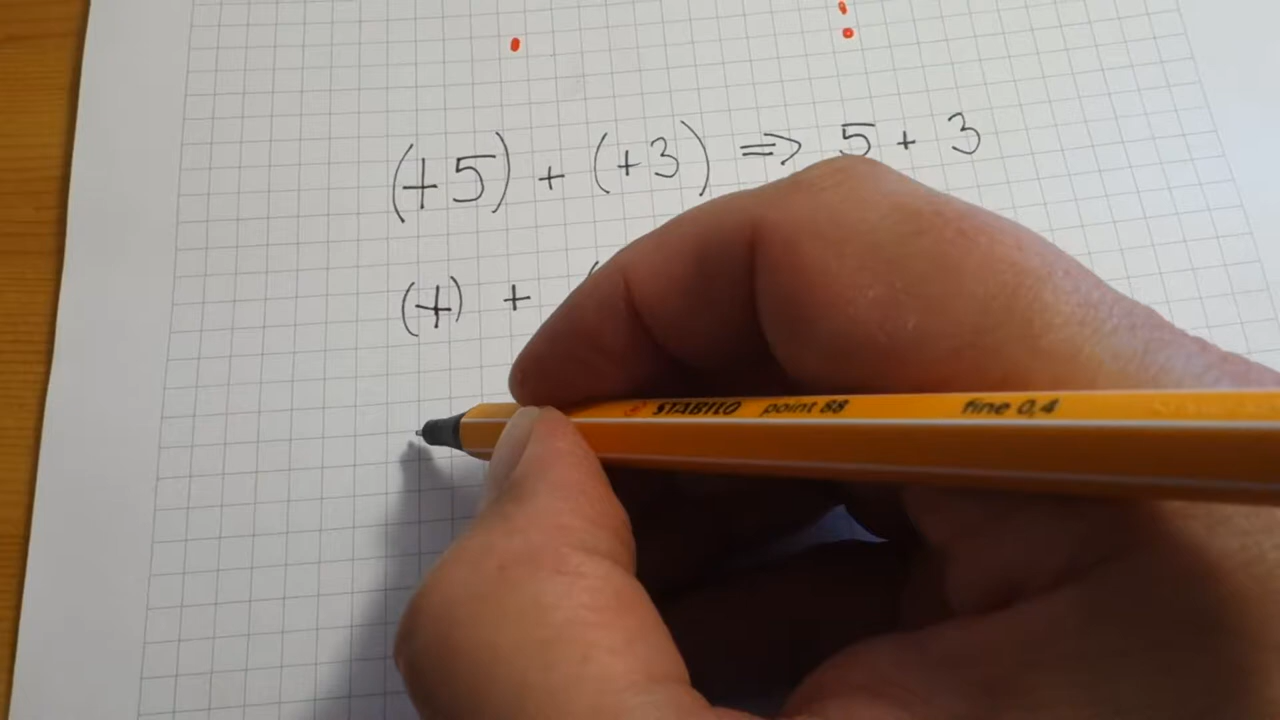 (+5) + (+3) => 5 + 3
(+) + (
STABILO point 88 fine 0,4